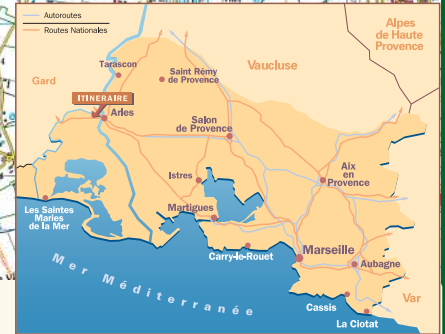 Autoroutes
Routes Nationales
Alpes
de Haute
Provence
Tarascon
Saint Rémy
de Provence
Vaucluse
Gard
ITINERAIRE
Arles
Salon
de Provence
Aix
en
Provence
Istres
Les Saintes
Maries
de la Mer
Martigues
Carry-le-Rouet
Marseille
Aubagne
Mer Méditerranée
Cassis
Var
La Ciotat